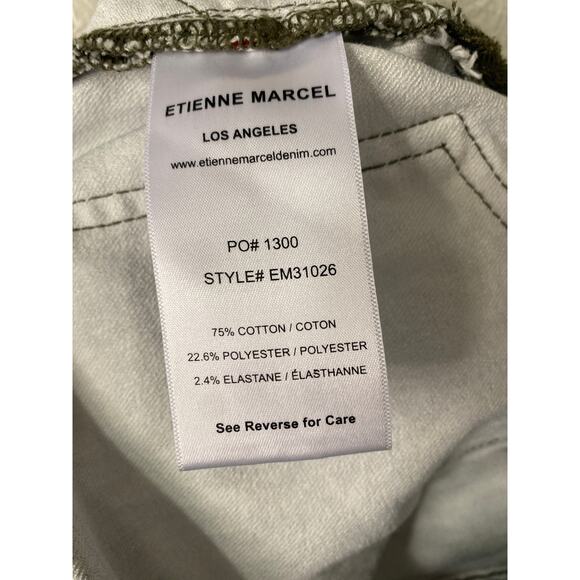 ETIENNE MARCEL
LOS ANGELES
www.etiennemarceldenim.com
PO# 1300
STYLE# EM31026
75% COTTON / COTON
22.6% POLYESTER / POLYESTER
2.4% ELASTANE / ÉLASTHANNE
See Reverse for Care